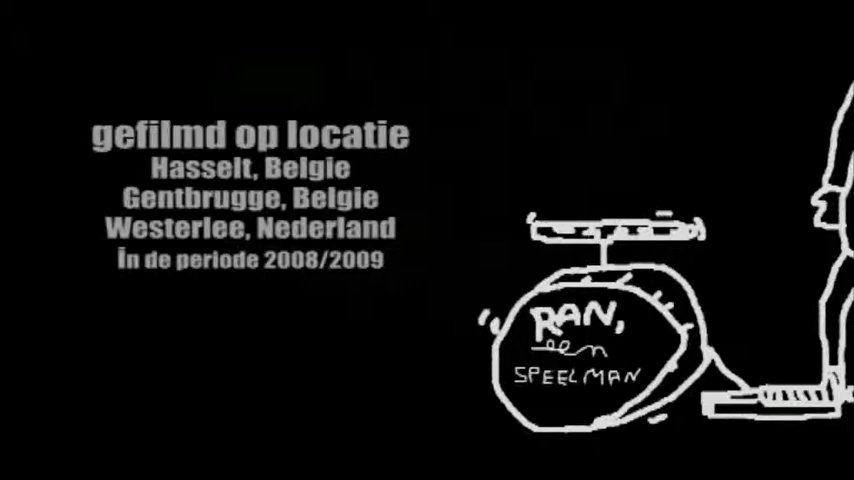 gefilmd op locatie
Hasselt, Belgie
Gentbrugge, Belgie
Westerlee, Nederland
in de periode 2008/2009
RAN,
een
SPEELMAN